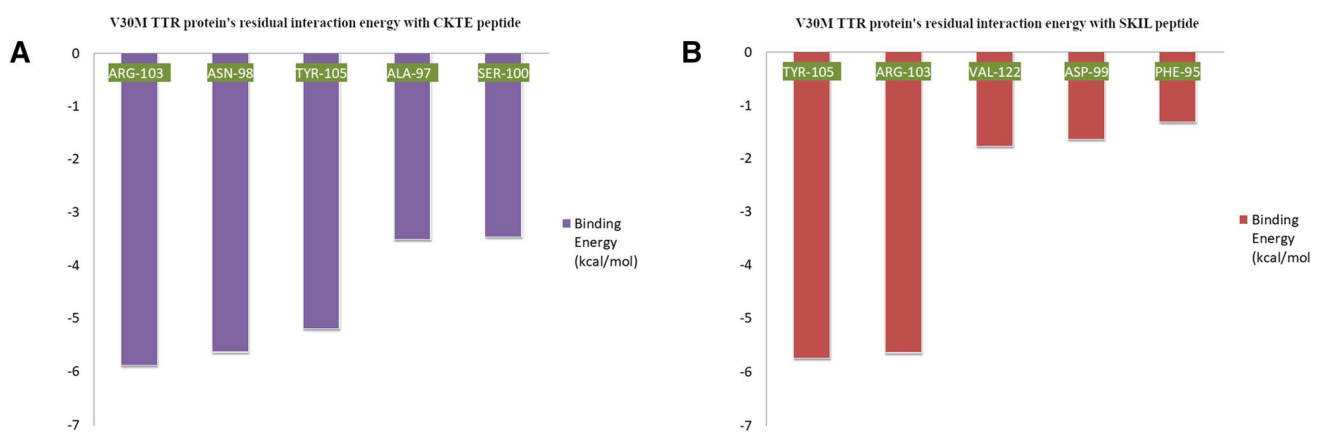 A
V30M TTR protein's residual interaction energy with CKTE peptide
0
-1
-2
-3
-4
-5
-6
-7
ARG-103
ASN-98
TYR-105
ALA-97
SER-100
Binding
Energy
(kcal/mol)
B
V30M TTR protein's residual interaction energy with SKIL peptide
0
-1
-2
-3
-4
-5
-6
-7
TYR-105
ARG-103
VAL-122
ASP-99
PHE-95
Binding
Energy
(kcal/mol